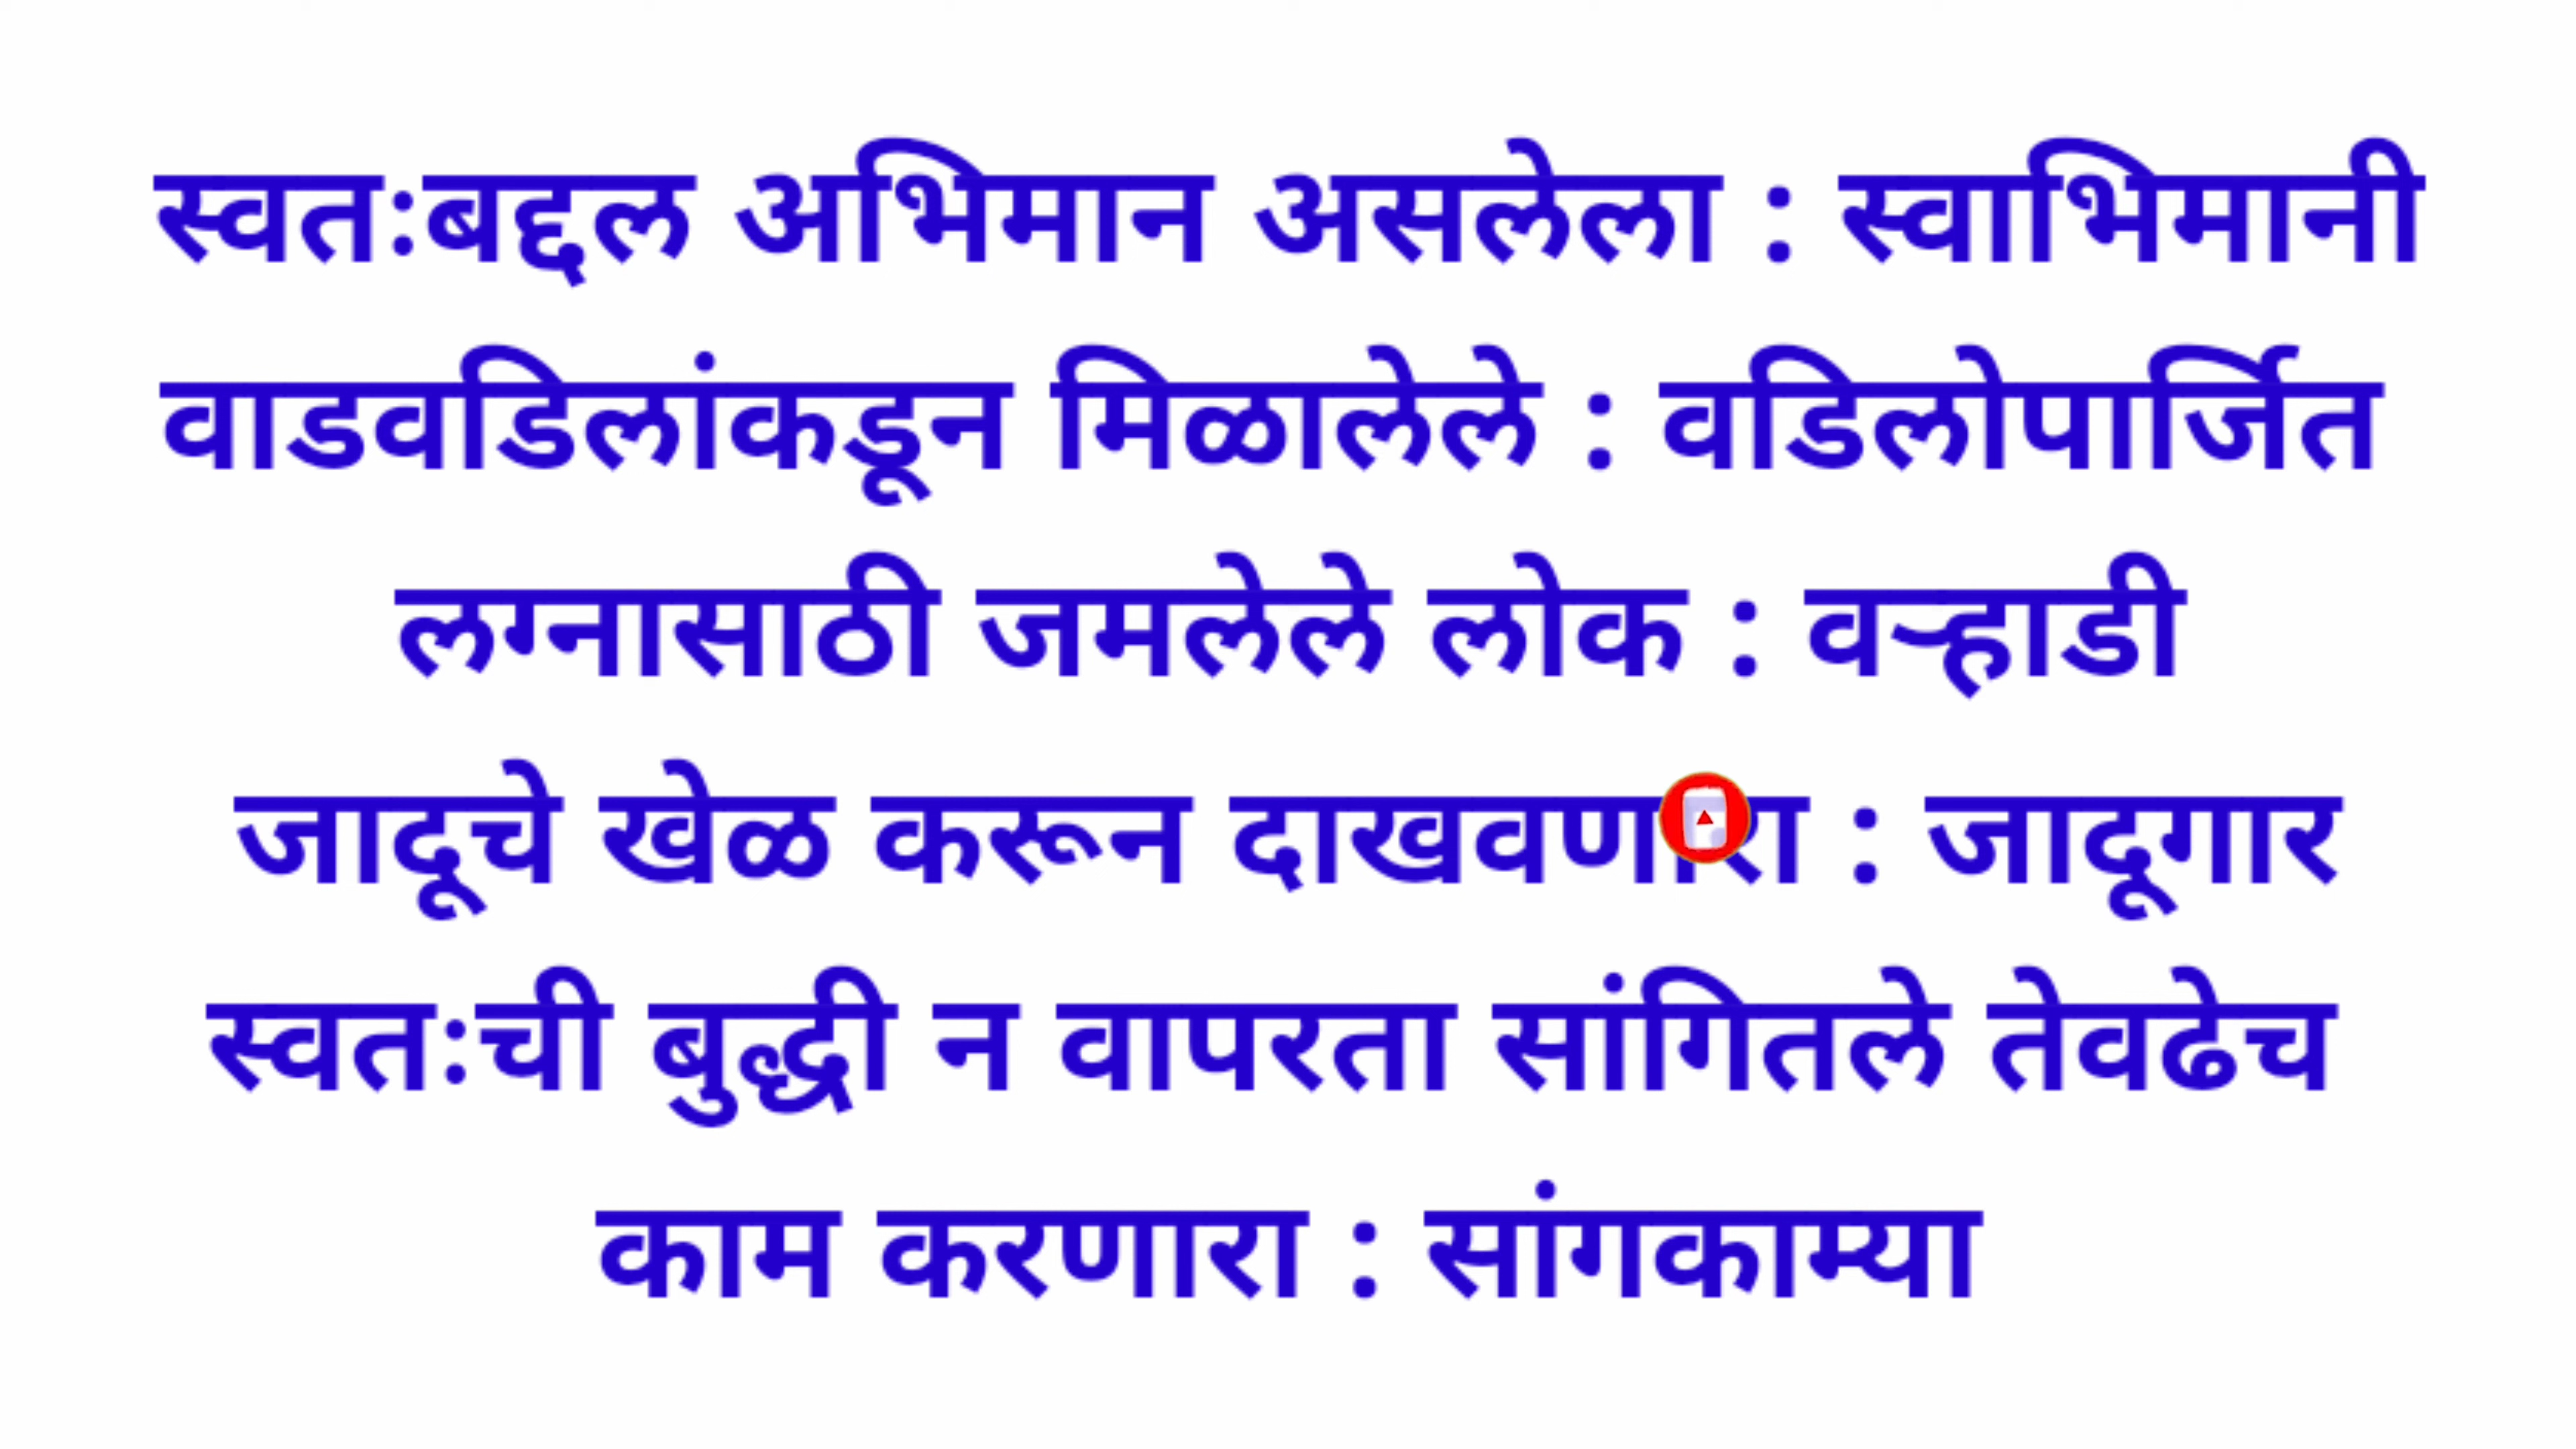 स्वतःबद्दल अभिमान असलेला : स्वाभिमानी
वाडवडिलांकडून मिळालेले : वडिलोपार्जित
लग्नासाठी जमलेले लोक : वऱ्हाडी
जादूचे खेळ करून दाखवणारा : जादूगार
स्वतःची बुद्धी न वापरता सांगितले तेवढेच
काम करणारा : सांगकाम्या